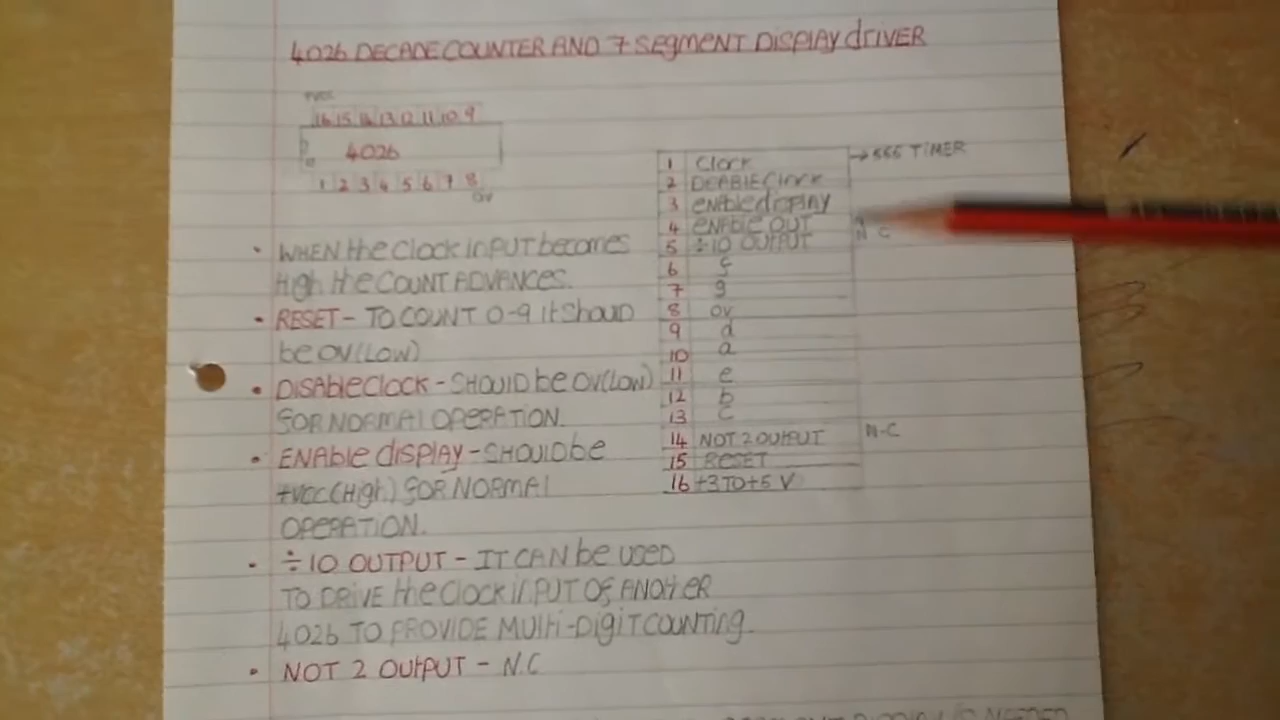 4026 DECADE COUNTER AND 7 SEGMENT DISPLAY DRIVER
+VCC
16 15 14 13 12 11 10 9
4026
1 2 3 4 5 6 7 8
0V
1 Clock → 555 TIMER
2 DISABLE Clock
3 ENABLE display
4 ENABLE OUT N C
5 ÷10 OUTPUT
6 f
7 g
8 0V
9 d
10 a
11 e
12 b
13 c
14 NOT 2 OUTPUT N-C
15 RESET
16 +3 TO +5 V
• WHEN the Clock INPUT becomes
High the COUNT ADVANCES.
• RESET - TO COUNT 0-9 it Should
be OV(LOW)
• DISABLE Clock - SHOULD be OV(LOW)
FOR NORMAL OPERATION.
• ENABLE display - SHOULD be
+VCC (High) FOR NORMAL
OPERATION.
• ÷10 OUTPUT - IT CAN be USED
TO DRIVE the Clock INPUT OF ANOTHER
4026 TO PROVIDE MULTI-DIGIT COUNTING.
• NOT 2 OUTPUT - N.C